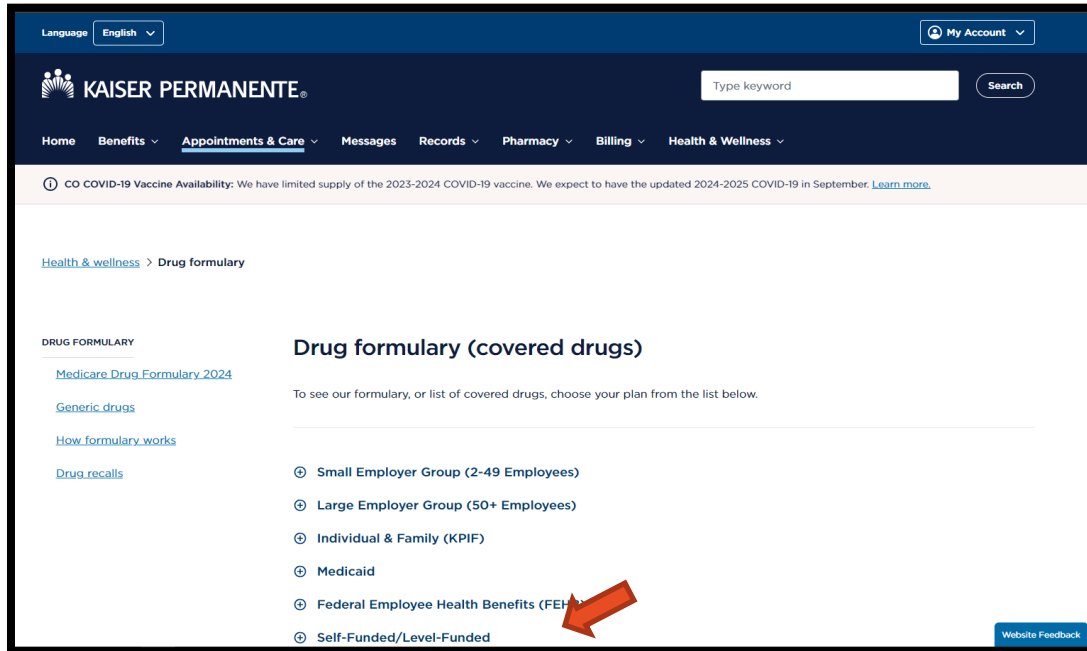 Language English
My Account
KAISER PERMANENTE®
Type keyword
Search
Home Benefits Appointments & Care Messages Records Pharmacy Billing Health & Wellness
CO COVID-19 Vaccine Availability: We have limited supply of the 2023-2024 COVID-19 vaccine. We expect to have the updated 2024-2025 COVID-19 in September. Learn more.
Health & wellness > Drug formulary
DRUG FORMULARY
Medicare Drug Formulary 2024
Generic drugs
How formulary works
Drug recalls
Drug formulary (covered drugs)
To see our formulary, or list of covered drugs, choose your plan from the list below.
Small Employer Group (2-49 Employees)
Large Employer Group (50+ Employees)
Individual & Family (KPIF)
Medicaid
Federal Employee Health Benefits
Self-Funded/Level-Funded
Website Feedback